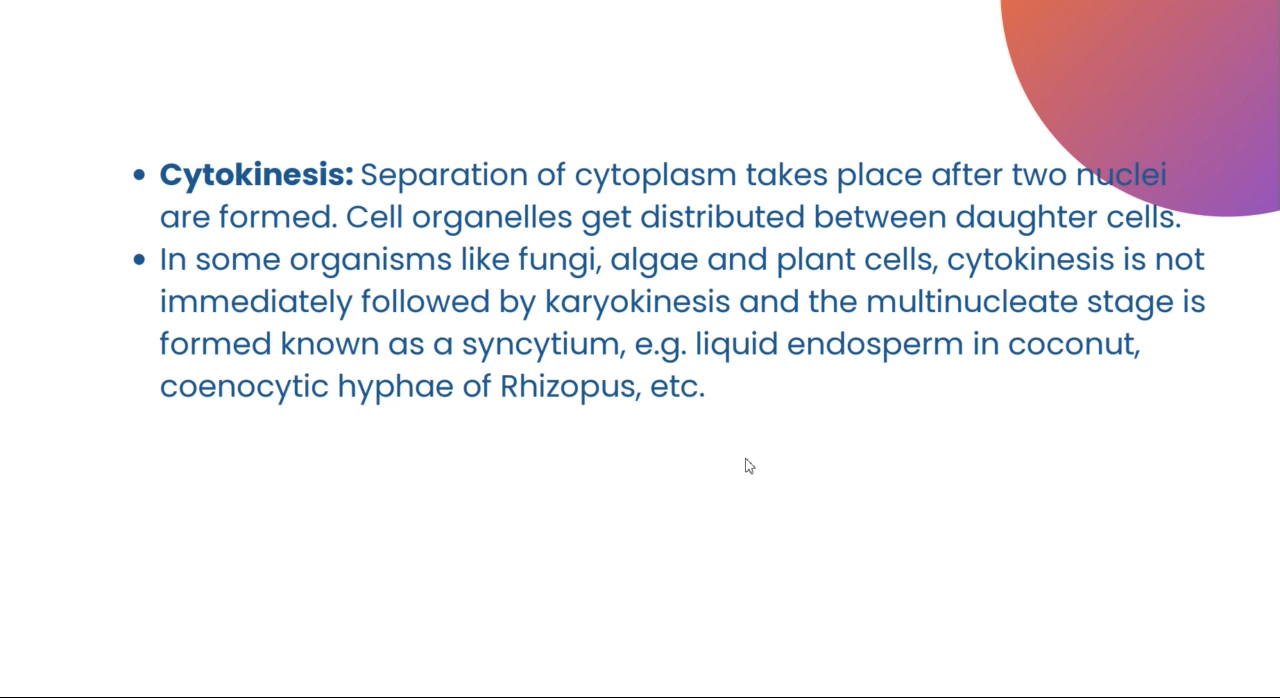 • Cytokinesis: Separation of cytoplasm takes place after two nuclei
are formed. Cell organelles get distributed between daughter cells.
• In some organisms like fungi, algae and plant cells, cytokinesis is not
immediately followed by karyokinesis and the multinucleate stage is
formed known as a syncytium, e.g. liquid endosperm in coconut,
coenocytic hyphae of Rhizopus, etc.